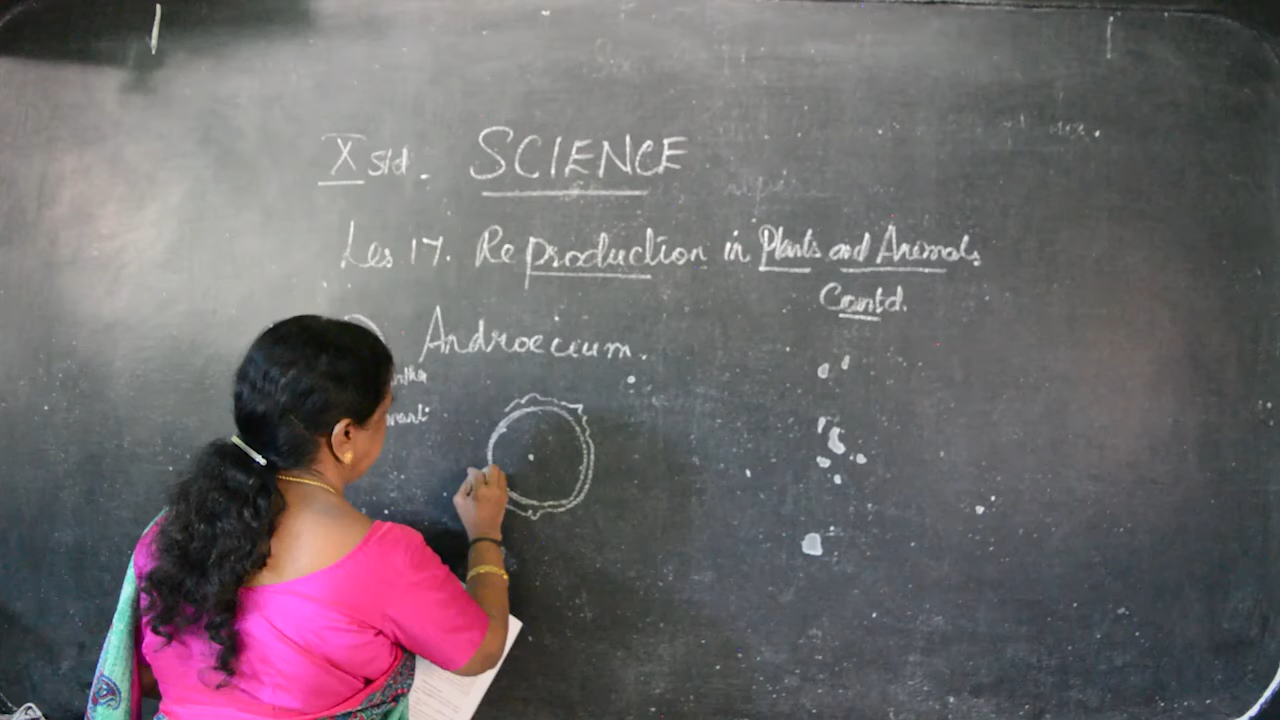 X std. SCIENCE
Les 17. Reproduction in Plants and Animals
Contd.
Androecium.